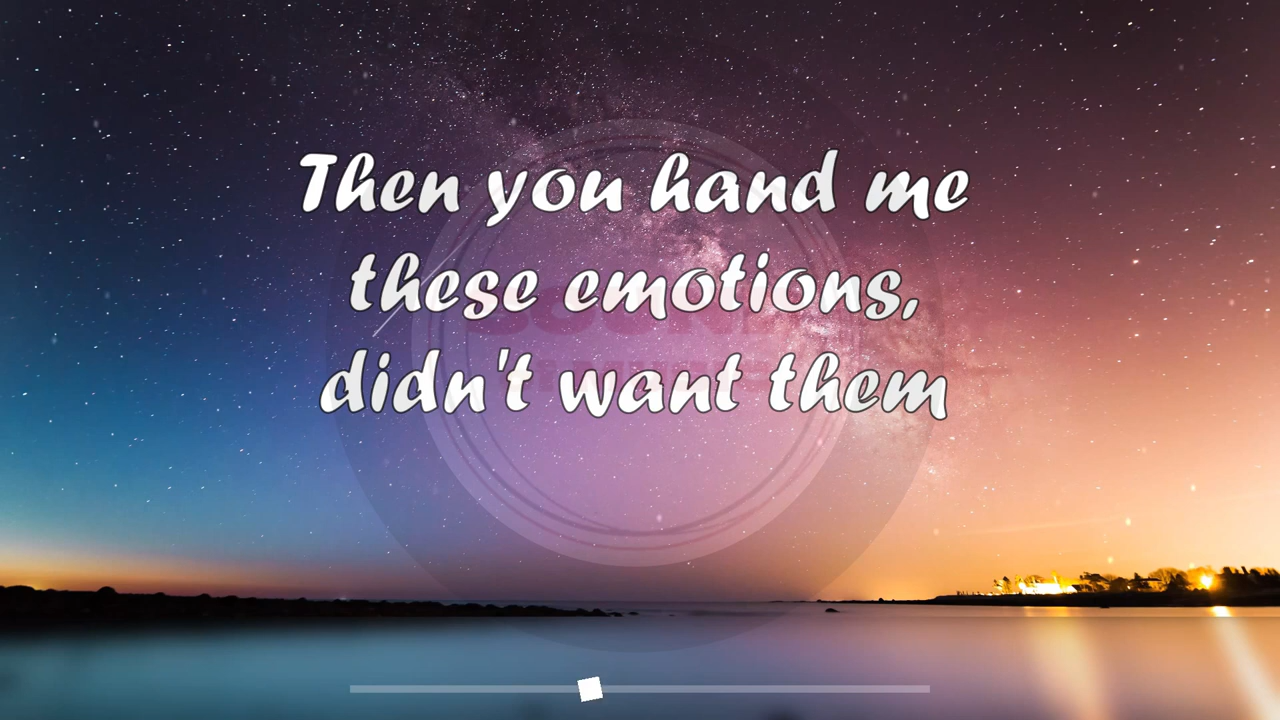 Then you hand me
these emotions,
didn't want them